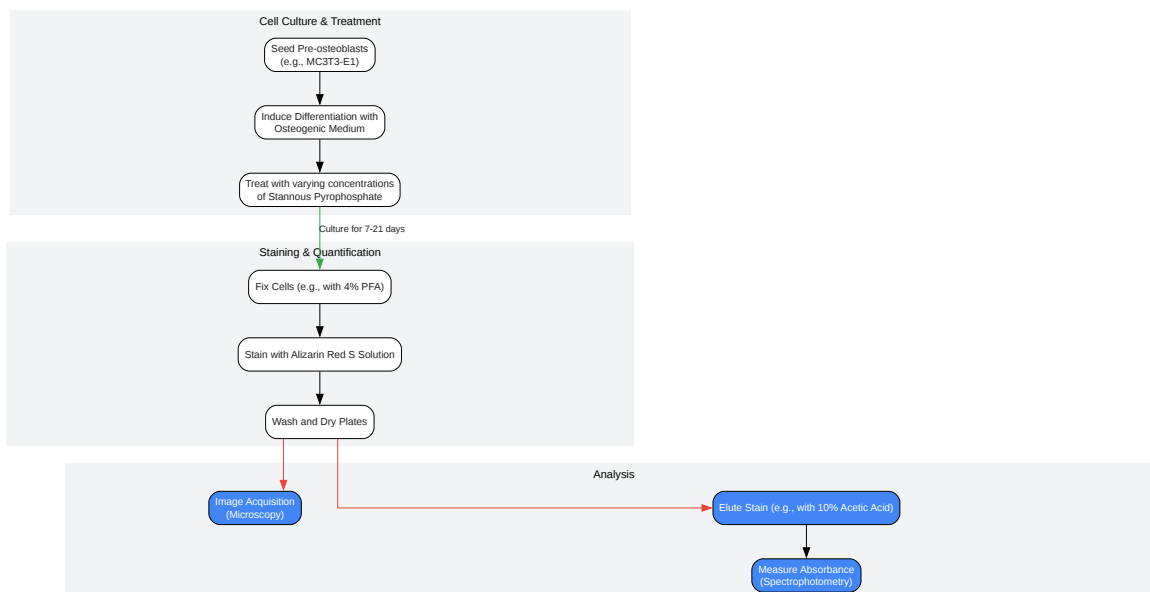 Cell Culture & Treatment
Seed Pre-osteoblasts
(e.g., MC3T3-E1)
Induce Differentiation with
Osteogenic Medium
Treat with varying concentrations
of Stannous Pyrophosphate
Culture for 7-21 days
Staining & Quantification
Fix Cells (e.g., with 4% PFA)
Stain with Alizarin Red S Solution
Wash and Dry Plates
Analysis
Image Acquisition
(Microscopy)
Elute Stain (e.g., with 10% Acetic Acid)
Measure Absorbance
(Spectrophotometry)